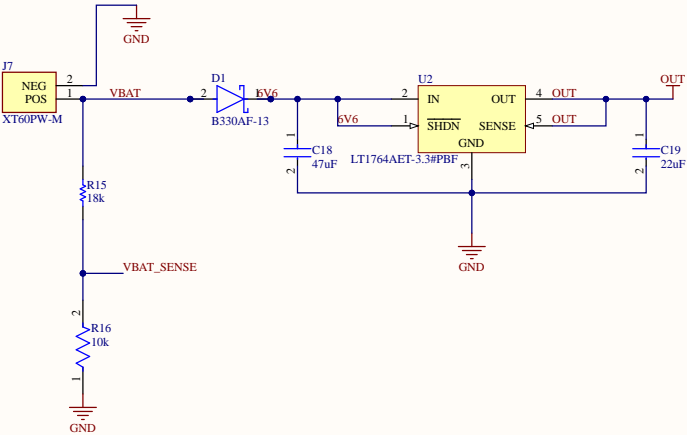 GND
J7
NEG 2
POS 1
XT60PW-M
VBAT
D1
2 1
B330AF-13
6V6
6V6
C18
47uF
1
2
U2
2 IN OUT 4
1 SHDN SENSE 5
GND
3
LT1764AET-3.3#PBF
OUT
OUT
OUT
C19
22uF
1
2
GND
R15
18k
VBAT_SENSE
R16
10k
2
1
GND